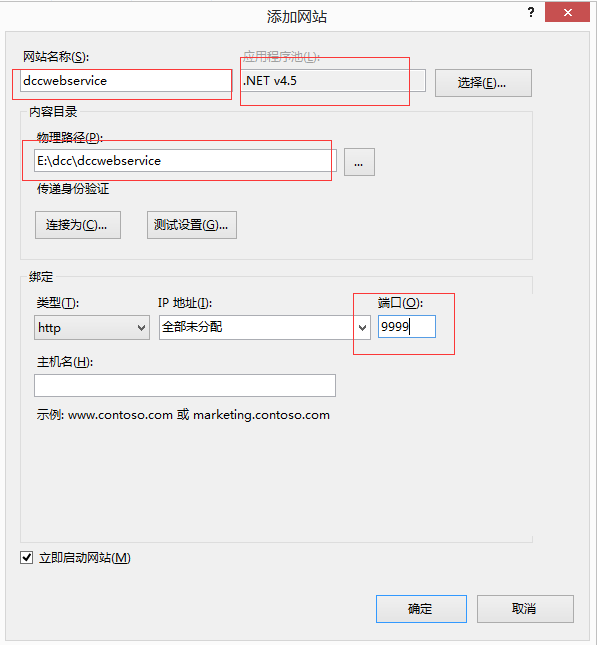 添加网站
?
网站名称(S):
应用程序池(L):
dccwebservice
.NET v4.5
选择(E)...
内容目录
物理路径(P):
E:\dcc\dccwebservice
...
传递身份验证
连接为(C)...
测试设置(G)...
绑定
类型(T):
IP 地址(I):
端口(O):
http
全部未分配
9999
主机名(H):
示例: www.contoso.com 或 marketing.contoso.com
立即启动网站(M)
确定
取消